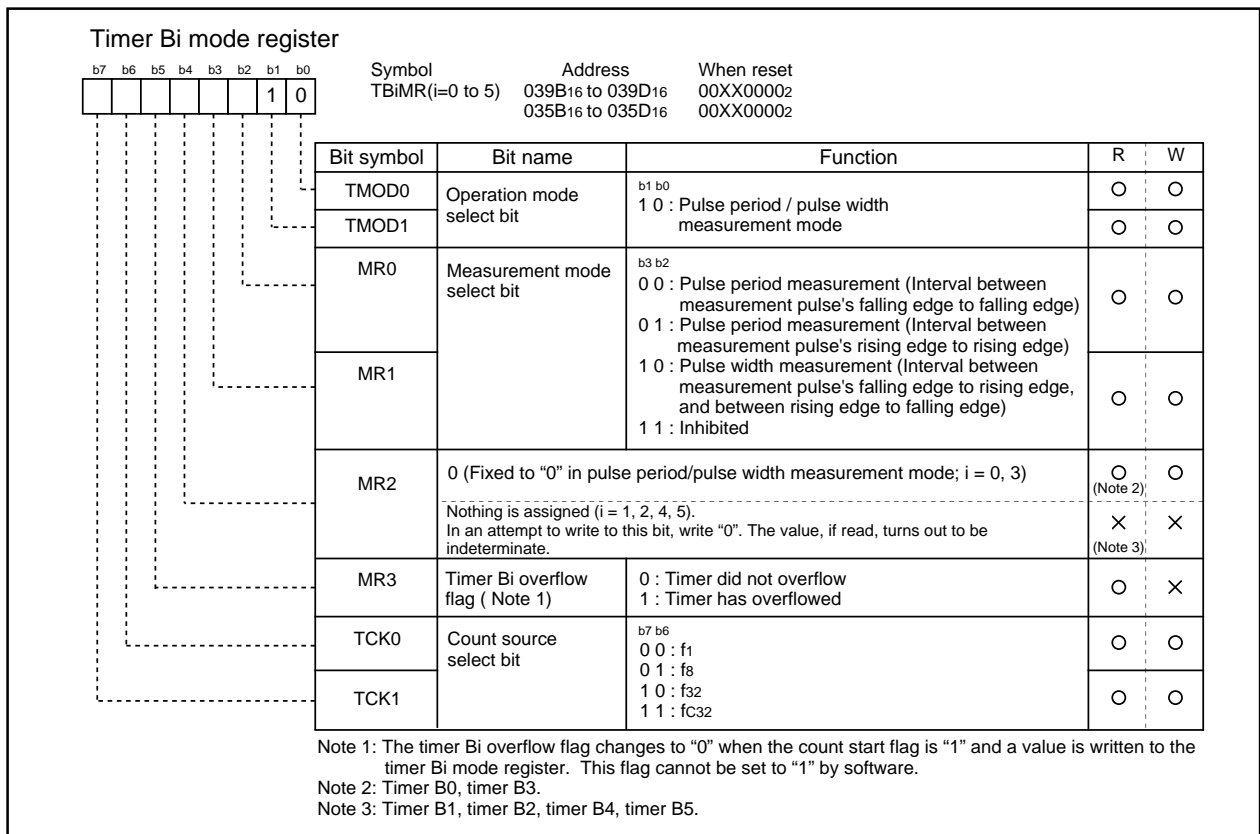 Timer Bi mode register
b7 b6 b5 b4 b3 b2 b1 b0
1 0
Symbol Address When reset
TBiMR(i=0 to 5) 039B16 to 039D16 00XX00002
035B16 to 035D16 00XX00002
Bit symbol Bit name Function R W
TMOD0
TMOD1
Operation mode
select bit
b1 b0
1 0 : Pulse period / pulse width
measurement mode
MR0
MR1
Measurement mode
select bit
b3 b2
0 0 : Pulse period measurement (Interval between
measurement pulse's falling edge to falling edge)
0 1 : Pulse period measurement (Interval between
measurement pulse's rising edge to rising edge)
1 0 : Pulse width measurement (Interval between
measurement pulse's falling edge to rising edge,
and between rising edge to falling edge)
1 1 : Inhibited
MR2
0 (Fixed to “0” in pulse period/pulse width measurement mode; i = 0, 3)
(Note 2)
Nothing is assigned (i = 1, 2, 4, 5).
In an attempt to write to this bit, write “0”. The value, if read, turns out to be
indeterminate.
(Note 3)
MR3
Timer Bi overflow
flag ( Note 1)
0 : Timer did not overflow
1 : Timer has overflowed
TCK0
TCK1
Count source
select bit
b7 b6
0 0 : f1
0 1 : f8
1 0 : f32
1 1 : fC32
Note 1: The timer Bi overflow flag changes to “0” when the count start flag is “1” and a value is written to the
timer Bi mode register. This flag cannot be set to “1” by software.
Note 2: Timer B0, timer B3.
Note 3: Timer B1, timer B2, timer B4, timer B5.